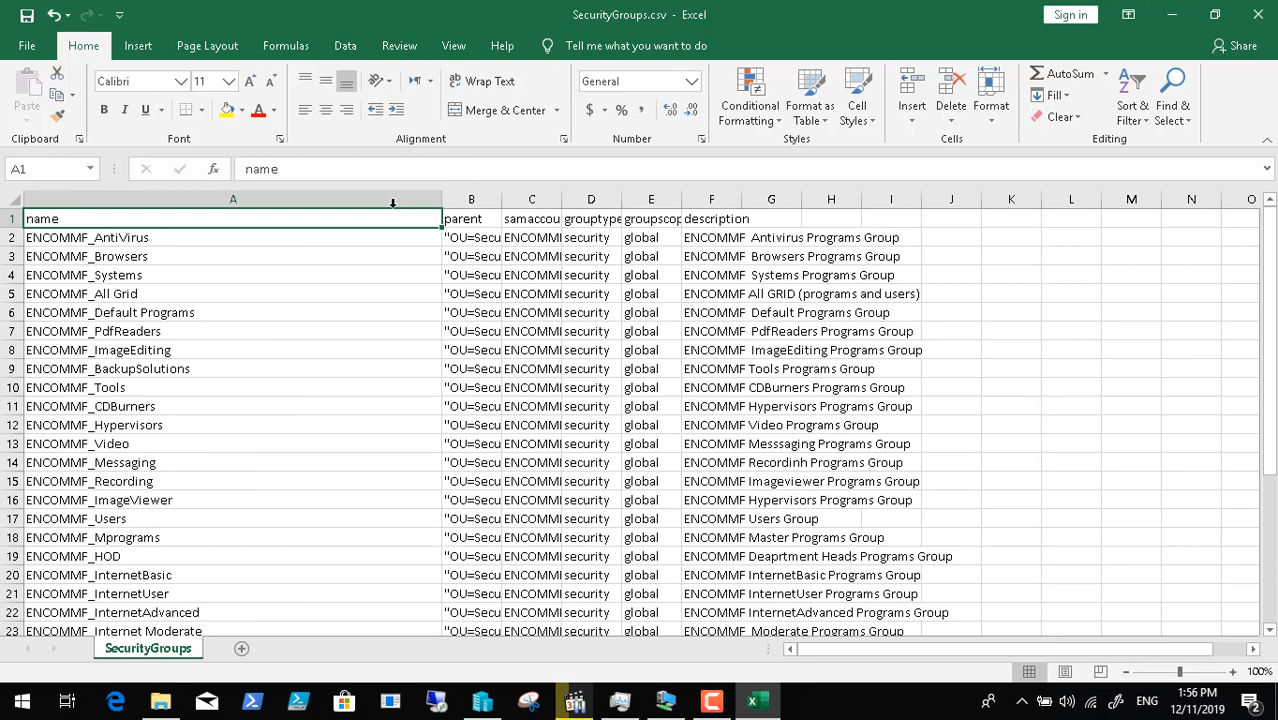 SecurityGroups.csv - Excel
Sign in
File Home Insert Page Layout Formulas Data Review View Help Tell me what you want to do Share
Calibri 11 Wrap Text General AutoSum
Paste B I U Merge & Center $ % Conditional Formatting Format as Table Cell Styles Insert Delete Format Fill Clear Sort & Filter Find & Select
Clipboard Font Alignment Number Styles Cells Editing
A1 fx name
A B C D E F G H I J K L M N O
1 name parent samaccou grouptype groupscop description
2 ENCOMMF_AntiVirus "OU=Secu ENCOMMI security global ENCOMMF Antivirus Programs Group
3 ENCOMMF_Browsers "OU=Secu ENCOMMI security global ENCOMMF Browsers Programs Group
4 ENCOMMF_Systems "OU=Secu ENCOMMI security global ENCOMMF Systems Programs Group
5 ENCOMMF_All Grid "OU=Secu ENCOMMI security global ENCOMMF All GRID (programs and users)
6 ENCOMMF_Default Programs "OU=Secu ENCOMMI security global ENCOMMF Default Programs Group
7 ENCOMMF_PdfReaders "OU=Secu ENCOMMI security global ENCOMMF PdfReaders Programs Group
8 ENCOMMF_ImageEditing "OU=Secu ENCOMMI security global ENCOMMF ImageEditing Programs Group
9 ENCOMMF_BackupSolutions "OU=Secu ENCOMMI security global ENCOMMF Tools Programs Group
10 ENCOMMF_Tools "OU=Secu ENCOMMI security global ENCOMMF CDBurners Programs Group
11 ENCOMMF_CDBurners "OU=Secu ENCOMMI security global ENCOMMF Hypervisors Programs Group
12 ENCOMMF_Hypervisors "OU=Secu ENCOMMI security global ENCOMMF Video Programs Group
13 ENCOMMF_Video "OU=Secu ENCOMMI security global ENCOMMF Messsaging Programs Group
14 ENCOMMF_Messaging "OU=Secu ENCOMMI security global ENCOMMF Recordinh Programs Group
15 ENCOMMF_Recording "OU=Secu ENCOMMI security global ENCOMMF Imageviewer Programs Group
16 ENCOMMF_ImageViewer "OU=Secu ENCOMMI security global ENCOMMF Hypervisors Programs Group
17 ENCOMMF_Users "OU=Secu ENCOMMI security global ENCOMMF Users Group
18 ENCOMMF_Mprograms "OU=Secu ENCOMMI security global ENCOMMF Master Programs Group
19 ENCOMMF_HOD "OU=Secu ENCOMMI security global ENCOMMF Deaprtment Heads Programs Group
20 ENCOMMF_InternetBasic "OU=Secu ENCOMMI security global ENCOMMF InternetBasic Programs Group
21 ENCOMMF_InternetUser "OU=Secu ENCOMMI security global ENCOMMF InternetUser Programs Group
22 ENCOMMF_InternetAdvanced "OU=Secu ENCOMMI security global ENCOMMF InternetAdvanced Programs Group
23 ENCOMMF_Internet Moderate "OU=Secu ENCOMMI security global ENCOMMF Moderate Programs Group
SecurityGroups
100%
ENG 1:56 PM
12/11/2019 2